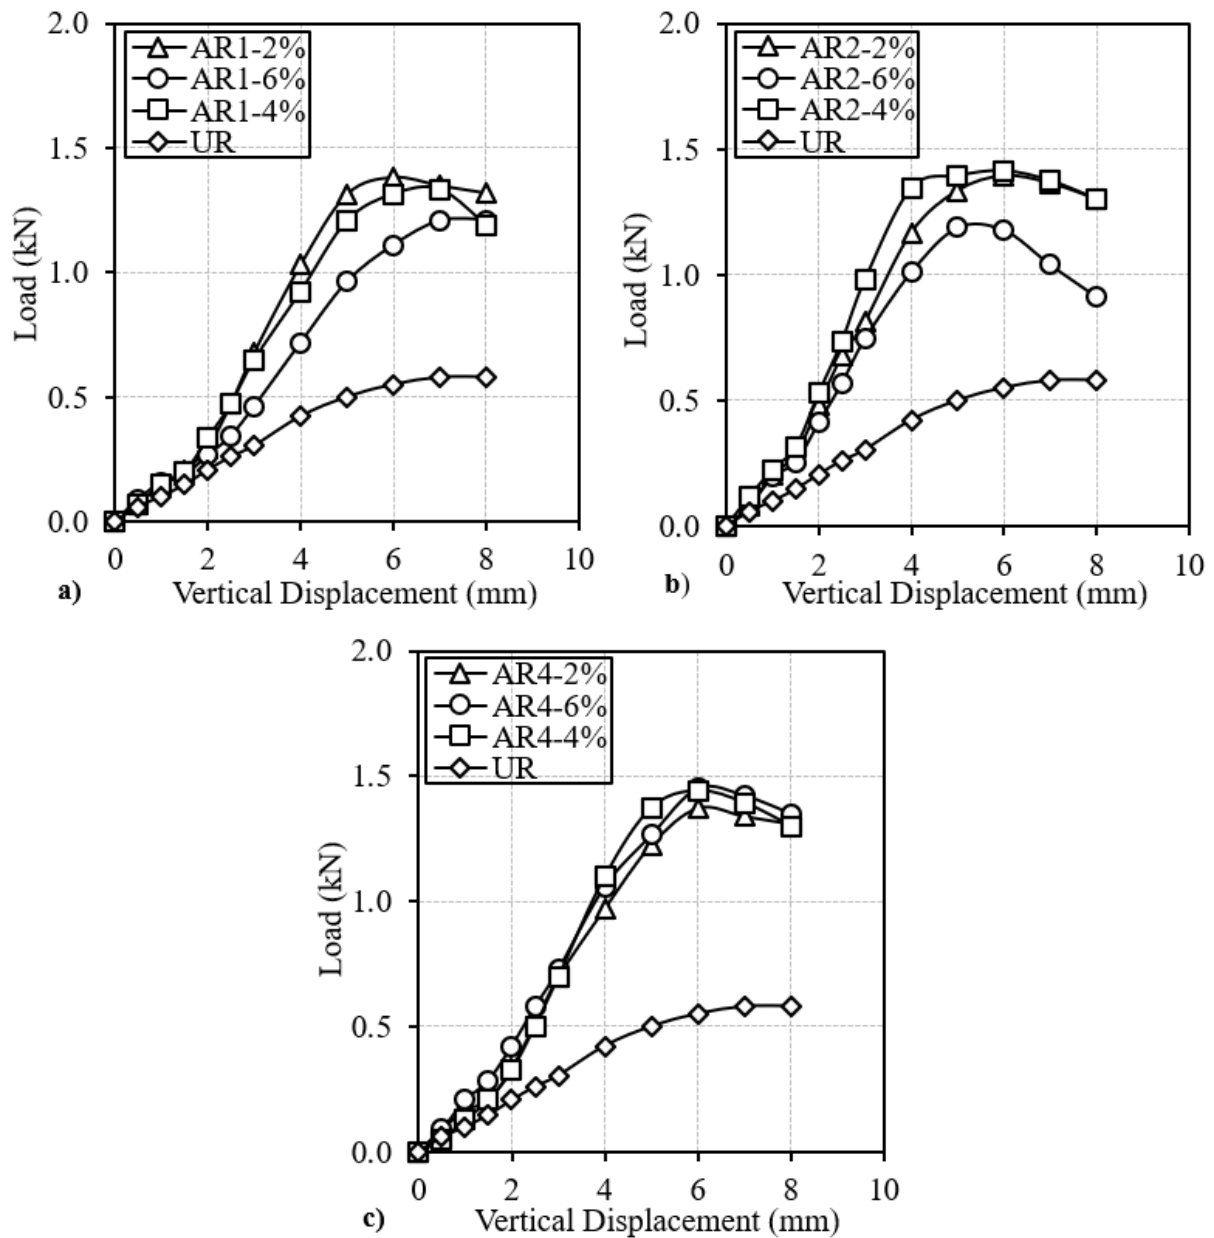 2.0
1.5
1.0
0.5
0.0
Load (kN)
AR1-2%
AR1-6%
AR1-4%
UR
0 2 4 6 8 10
a) Vertical Displacement (mm)
2.0
1.5
1.0
0.5
0.0
Load (kN)
AR2-2%
AR2-6%
AR2-4%
UR
0 2 4 6 8 10
b) Vertical Displacement (mm)
2.0
1.5
1.0
0.5
0.0
Load (kN)
AR4-2%
AR4-6%
AR4-4%
UR
0 2 4 6 8 10
c) Vertical Displacement (mm)